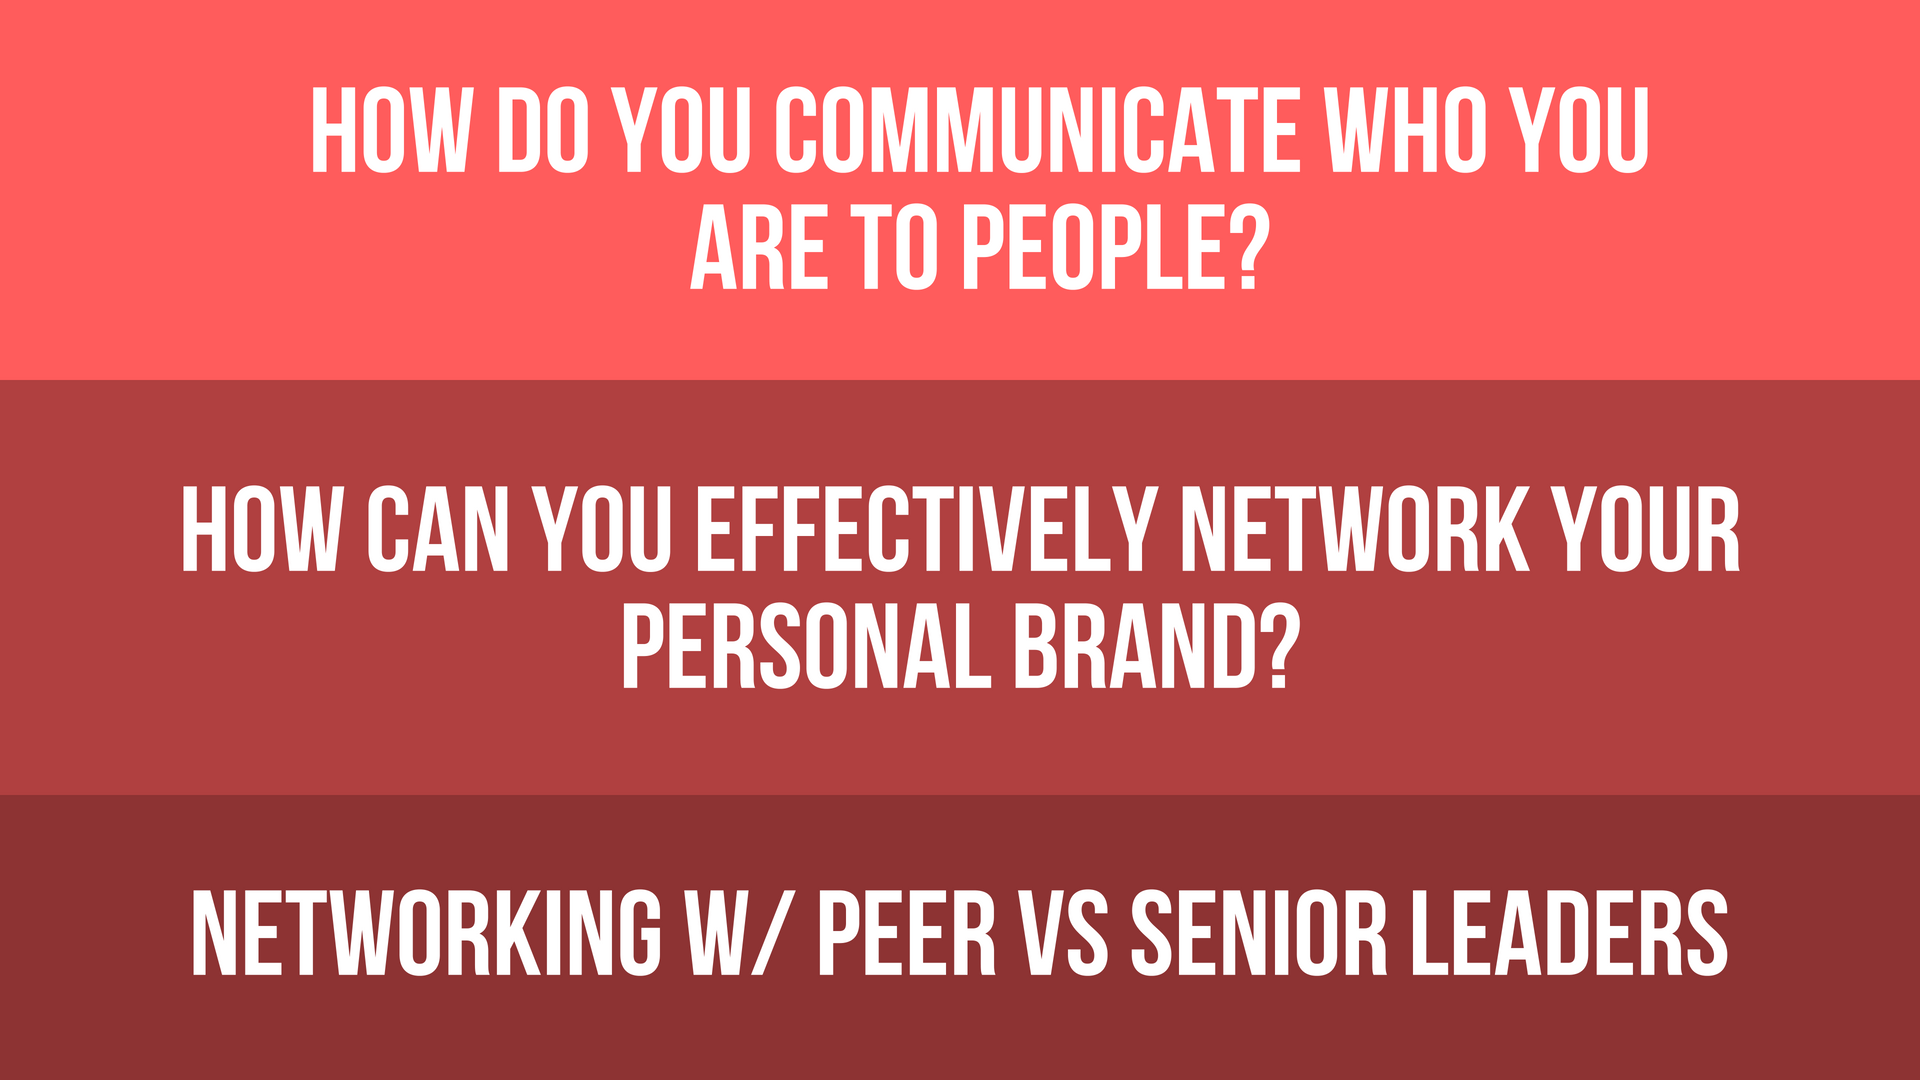 HOW DO YOU COMMUNICATE WHO YOU
ARE TO PEOPLE?
HOW CAN YOU EFFECTIVELY NETWORK YOUR
PERSONAL BRAND?
NETWORKING W/ PEER VS SENIOR LEADERS